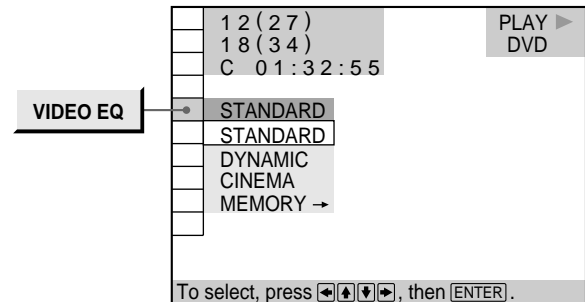 12(27)
18(34)
C 01:32:55
PLAY ►
DVD
VIDEO EQ
STANDARD
STANDARD
DYNAMIC
CINEMA
MEMORY →
To select, press ←↑↓→, then ENTER.